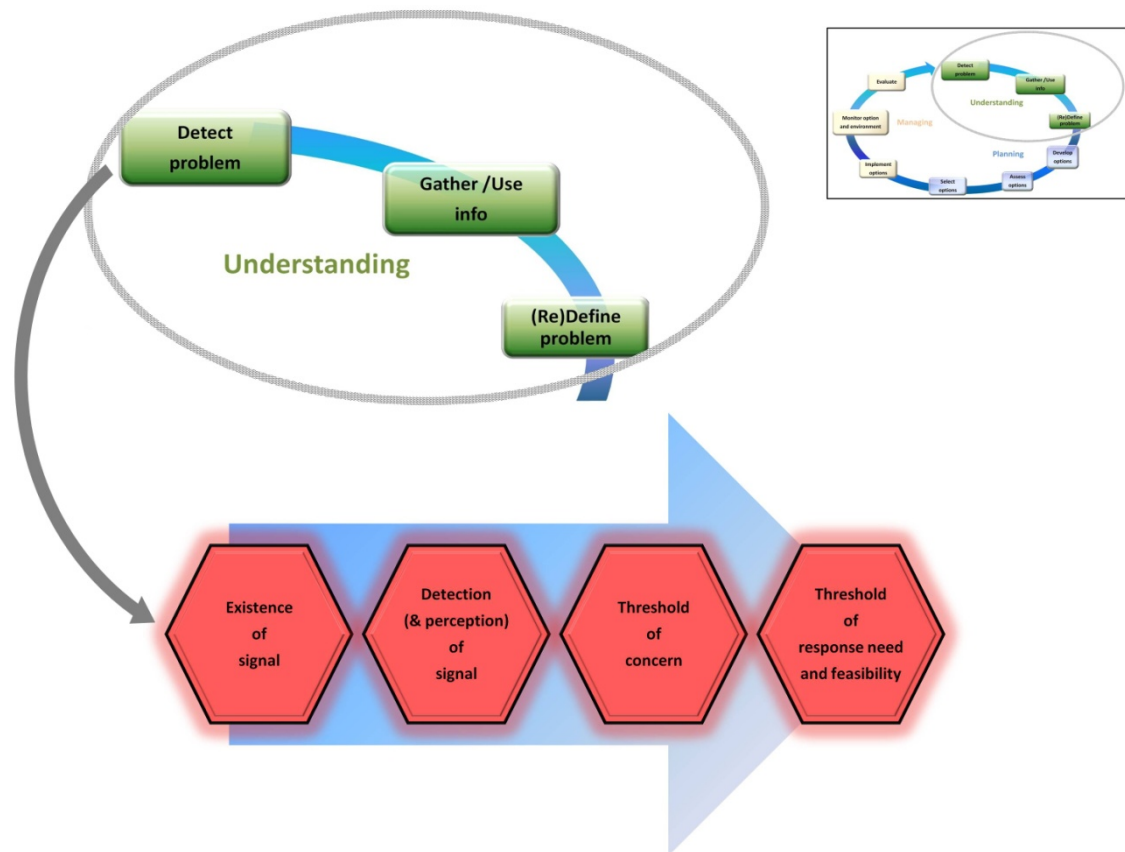 Detect
problem
Gather /Use
info
Understanding
(Re)Define
problem
Detect
problem
Gather /Use
info
(Re)Define
problem
Develop
options
Assess
options
Select
options
Implement
options
Monitor option
and environment
Evaluate
Understanding
Managing
Planning
Existence
of
signal
Detection
(& perception)
of
signal
Threshold
of
concern
Threshold
of
response need
and feasibility